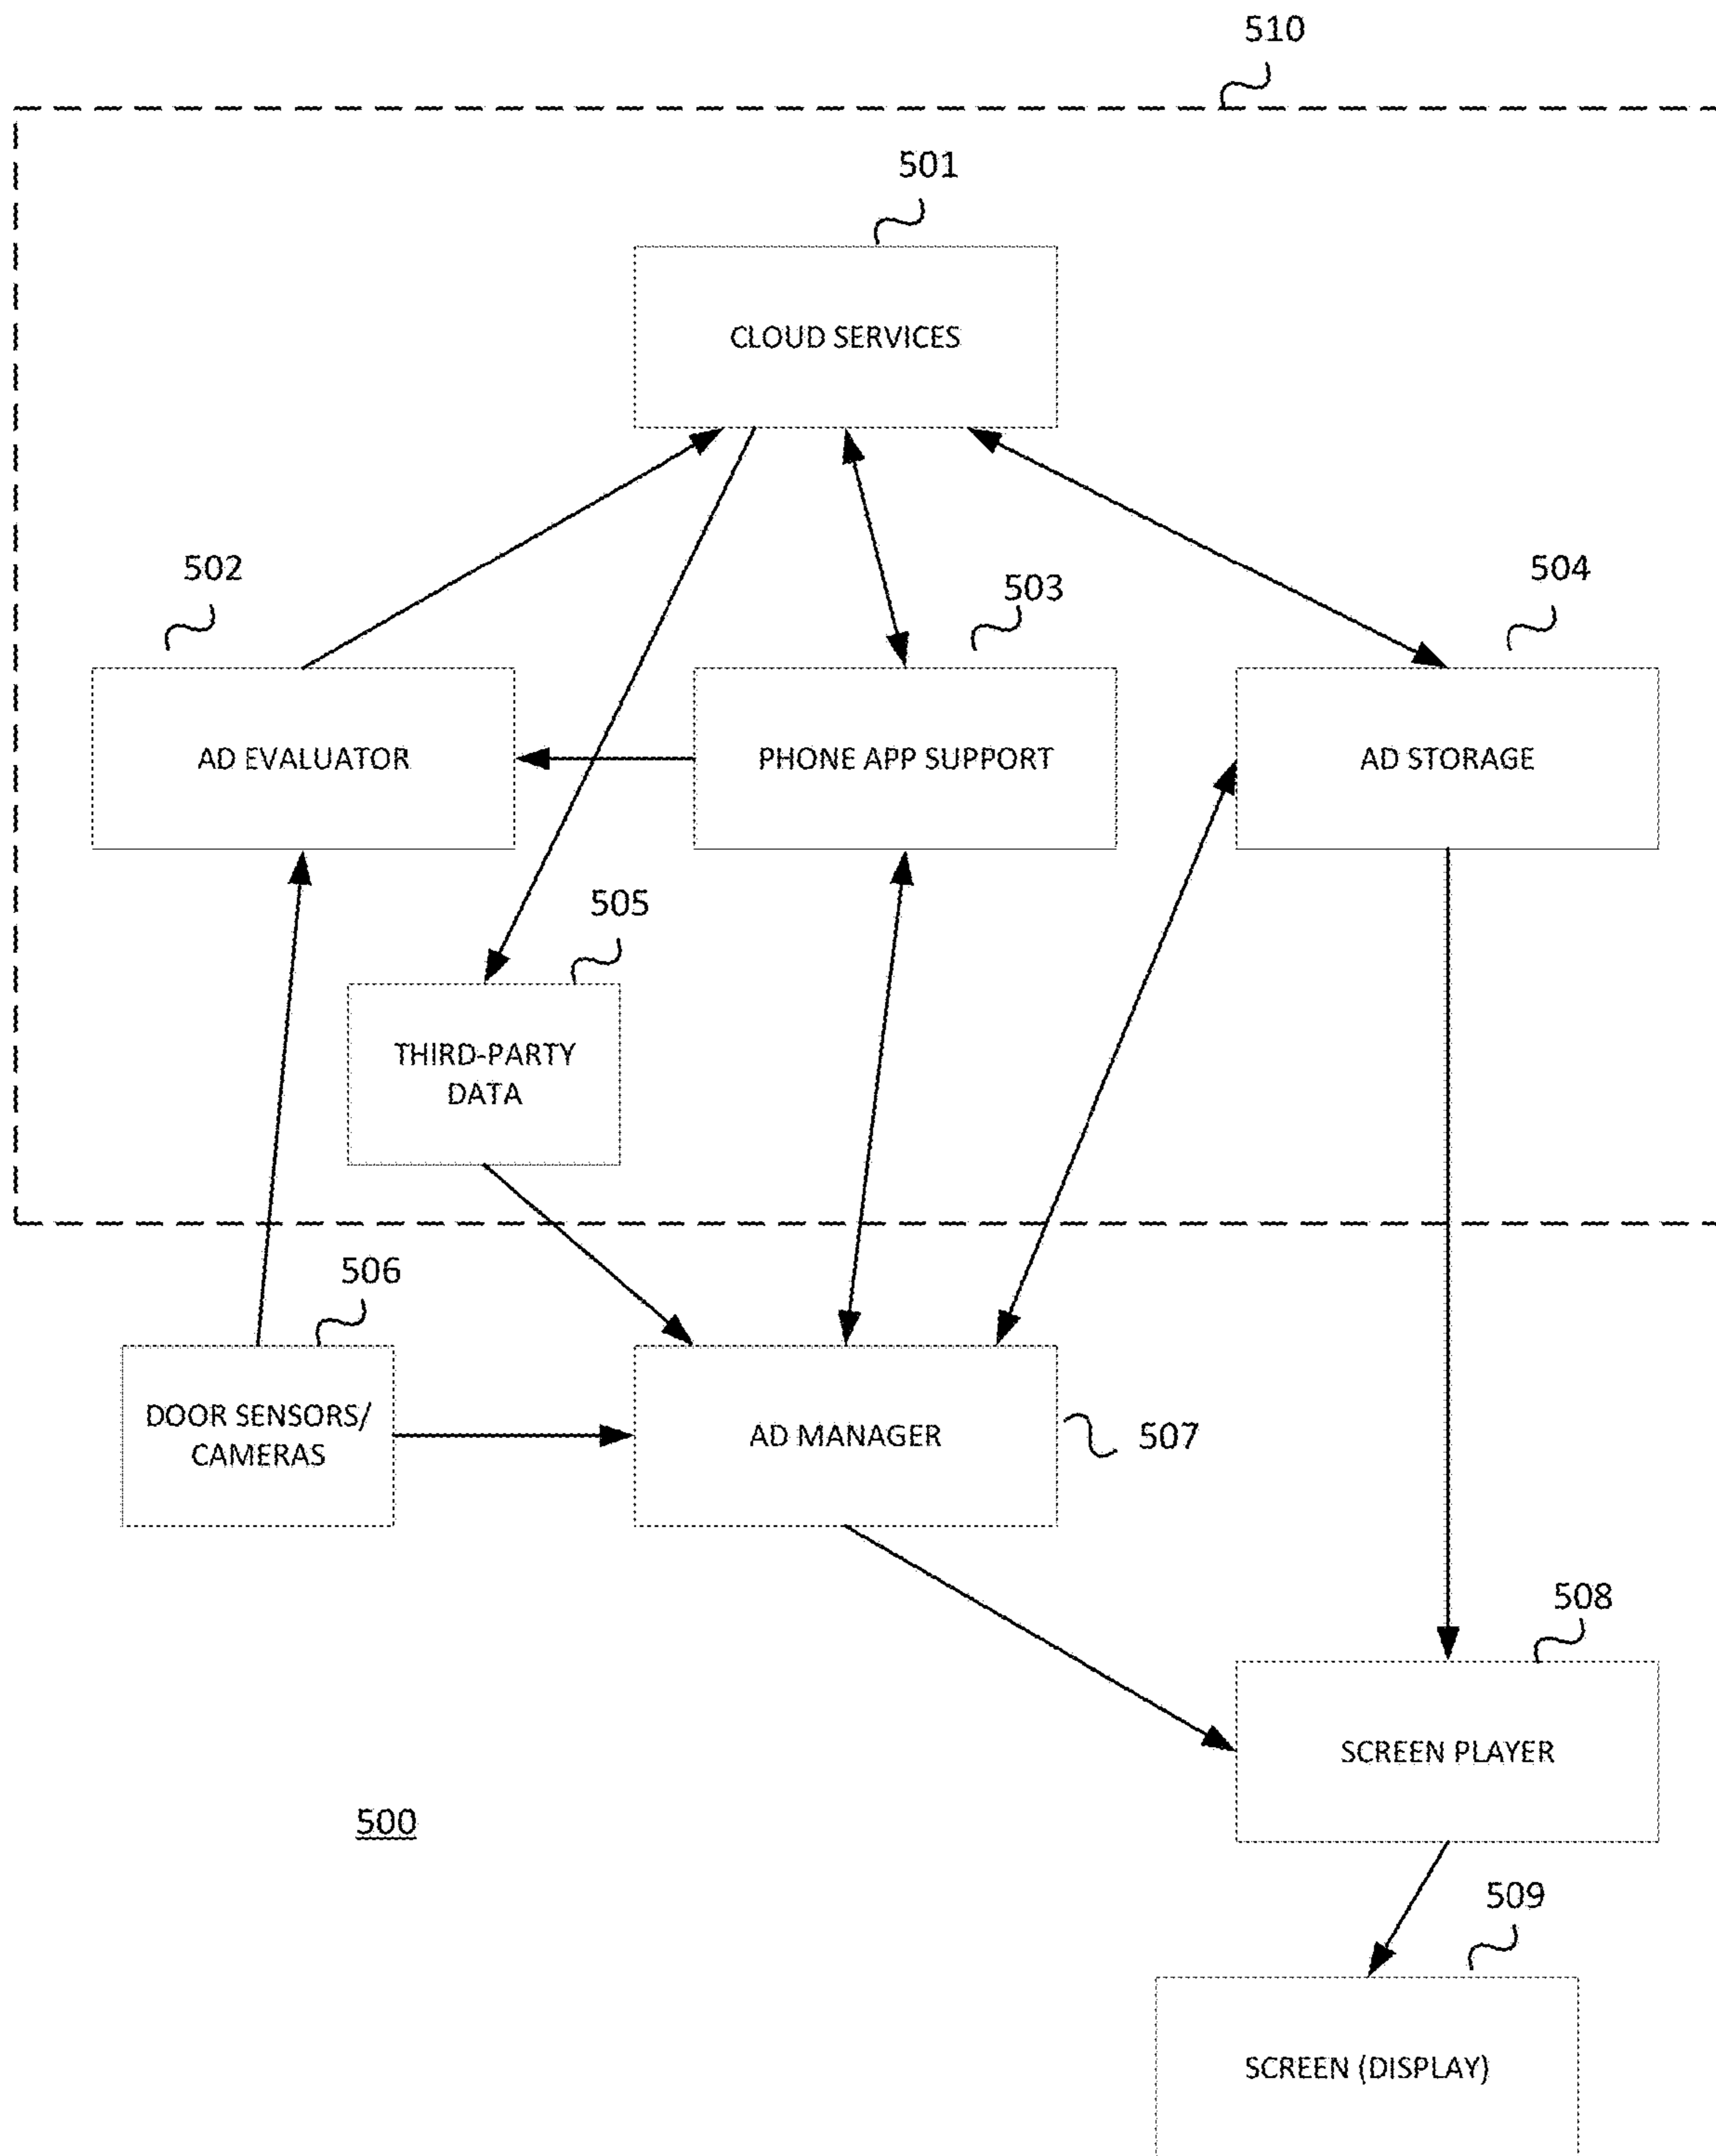 510
501
CLOUD SERVICES
502
503
504
AD EVALUATOR
PHONE APP SUPPORT
AD STORAGE
505
THIRD-PARTY
DATA
506
DOOR SENSORS/
CAMERAS
AD MANAGER
507
508
SCREEN PLAYER
500
509
SCREEN (DISPLAY)